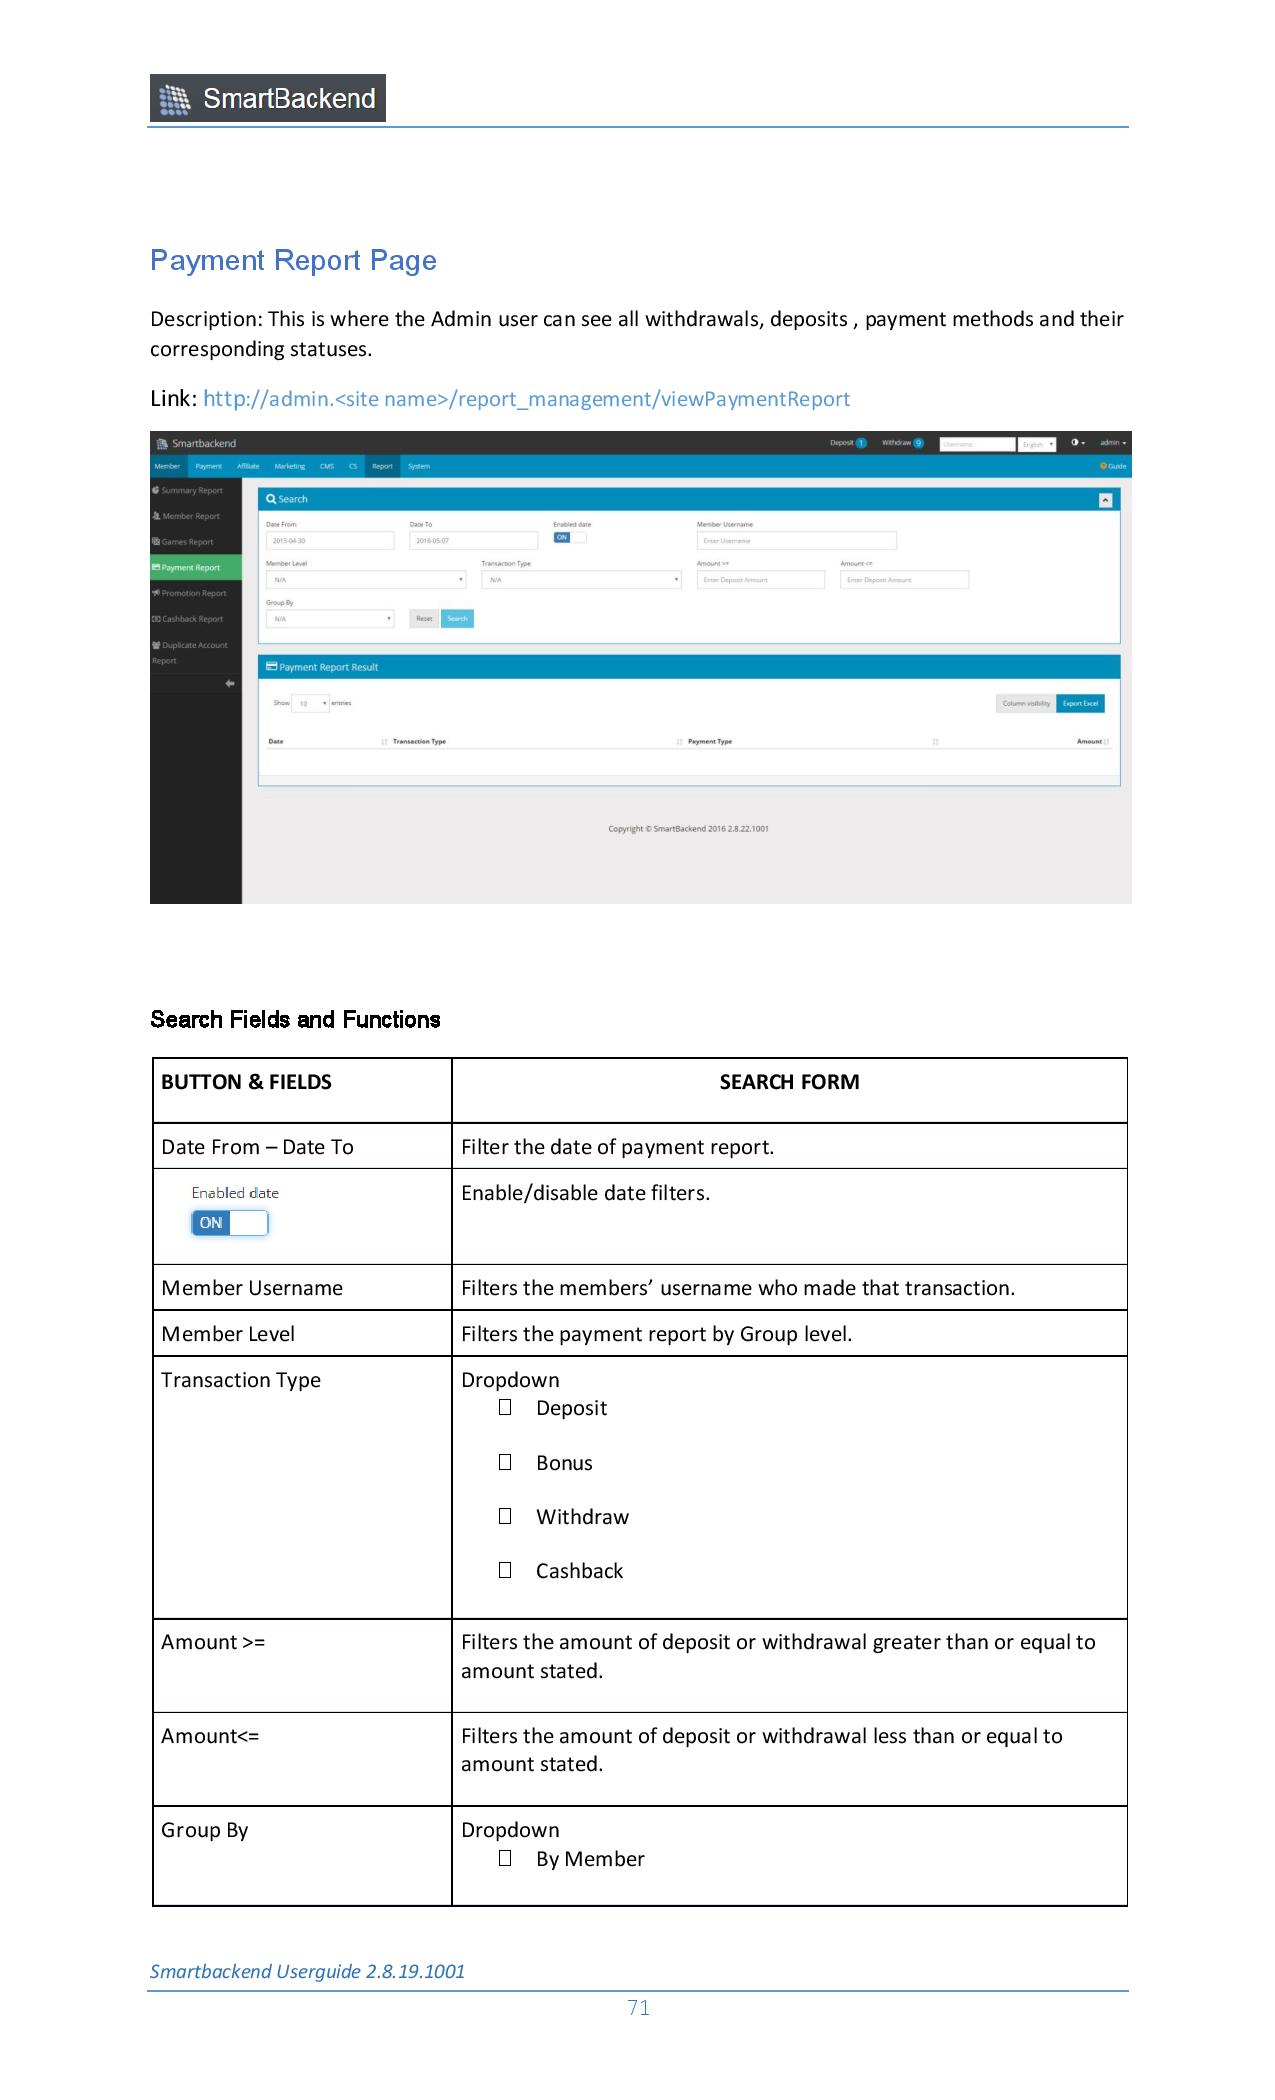 SmartBackend
Payment Report Page
Description: This is where the Admin user can see all withdrawals, deposits , payment methods and their
corresponding statuses.
Link: http://admin.<site name>/report_management/viewPaymentReport
Smartbackend
Deposit 1 Withdraw 9 Username English admin
Member Payment Affiliate Marketing CMS CS Report System Guide
Summary Report
Member Report
Games Report
Payment Report
Promotion Report
Cashback Report
Duplicate Account
Report
Search
Date From Date To Enabled date Member Username
2015-04-30 2016-05-07 ON Enter Username
Member Level Transaction Type Amount >= Amount <=
N/A N/A Enter Deposit Amount Enter Deposit Amount
Group By
N/A Reset Search
Payment Report Result
Show 10 entries Column visibility Export Excel
Date Transaction Type Payment Type Amount
Copyright © SmartBackend 2016 2.8.22.1001
Search Fields and Functions
BUTTON & FIELDS SEARCH FORM
Date From – Date To Filter the date of payment report.
Enabled date Enable/disable date filters.
ON
Member Username Filters the members’ username who made that transaction.
Member Level Filters the payment report by Group level.
Transaction Type Dropdown
Deposit
Bonus
Withdraw
Cashback
Amount >= Filters the amount of deposit or withdrawal greater than or equal to
amount stated.
Amount<= Filters the amount of deposit or withdrawal less than or equal to
amount stated.
Group By Dropdown
By Member
Smartbackend Userguide 2.8.19.1001
71